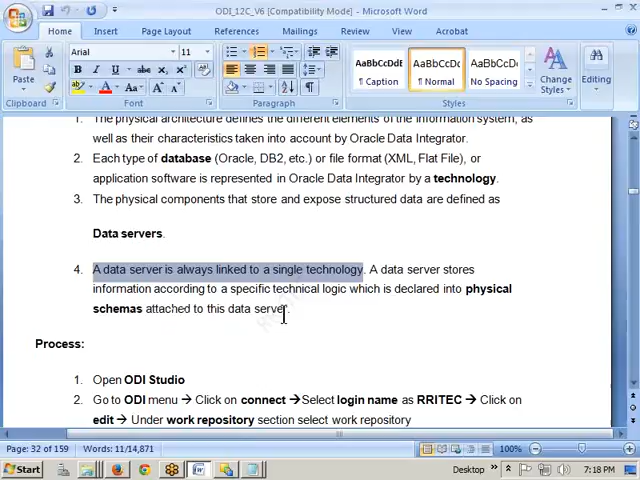 ODI_12C_V6 [Compatibility Mode] - Microsoft Word
Home Insert Page Layout References Mailings Review View Acrobat
Arial 11
Paste
AaBbCcDc AaBbCcDc AaBbCcDc
¶ Caption ¶ Normal No Spacing
Change Styles
Editing
Clipboard Font Paragraph Styles
1. The physical architecture defines the different elements of the information system, as
well as their characteristics taken into account by Oracle Data Integrator.
2. Each type of database (Oracle, DB2, etc.) or file format (XML, Flat File), or
application software is represented in Oracle Data Integrator by a technology.
3. The physical components that store and expose structured data are defined as
Data servers.
4. A data server is always linked to a single technology. A data server stores
information according to a specific technical logic which is declared into physical
schemas attached to this data server.
Process:
1. Open ODI Studio
2. Go to ODI menu → Click on connect →Select login name as RRITEC → Click on
edit → Under work repository section select work repository
Page: 32 of 159 Words: 11/14,871 100%
Start Desktop » 7:18 PM